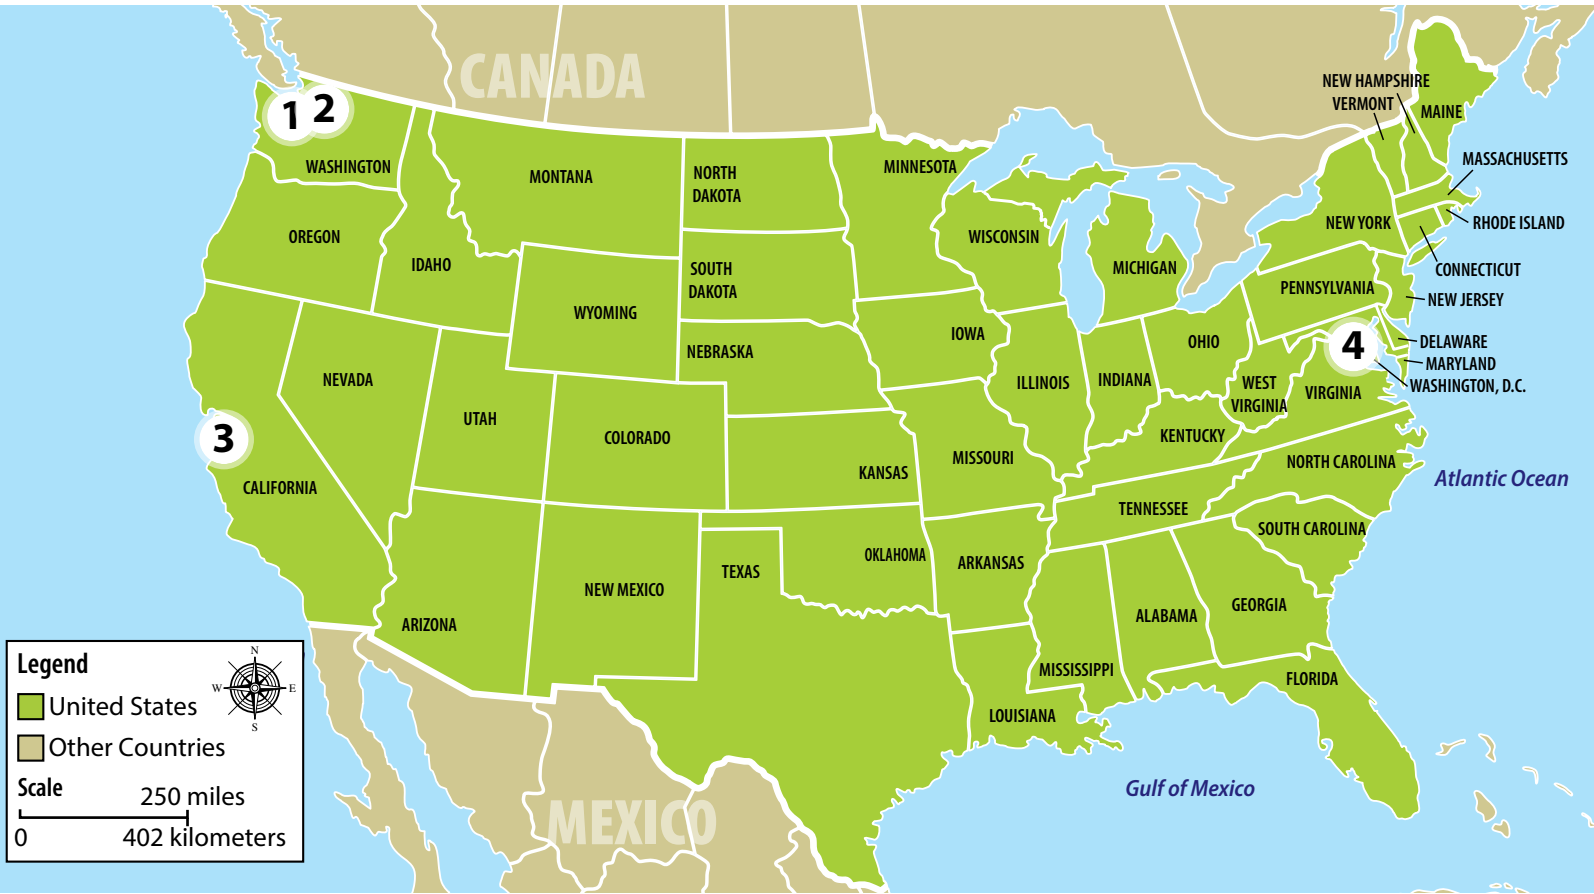 CANADA
NEW HAMPSHIRE
VERMONT
MAINE
1
2
WASHINGTON
MONTANA
NORTH
DAKOTA
MINNESOTA
MASSACHUSETTS
OREGON
IDAHO
WISCONSIN
NEW YORK
RHODE ISLAND
SOUTH
DAKOTA
MICHIGAN
CONNECTICUT
WYOMING
PENNSYLVANIA
NEW JERSEY
IOWA
OHIO
4
DELAWARE
NEBRASKA
MARYLAND
NEVADA
ILLINOIS
INDIANA
WEST
VIRGINIA
VIRGINIA
WASHINGTON, D.C.
UTAH
COLORADO
3
KENTUCKY
CALIFORNIA
KANSAS
MISSOURI
NORTH CAROLINA
Atlantic Ocean
TENNESSEE
SOUTH CAROLINA
OKLAHOMA
ARKANSAS
TEXAS
NEW MEXICO
ARIZONA
ALABAMA
GEORGIA
MISSISSIPPI
FLORIDA
LOUISIANA
Gulf of Mexico
MEXICO
Legend
N
W
E
S
United States
Other Countries
Scale
250 miles
0
402 kilometers